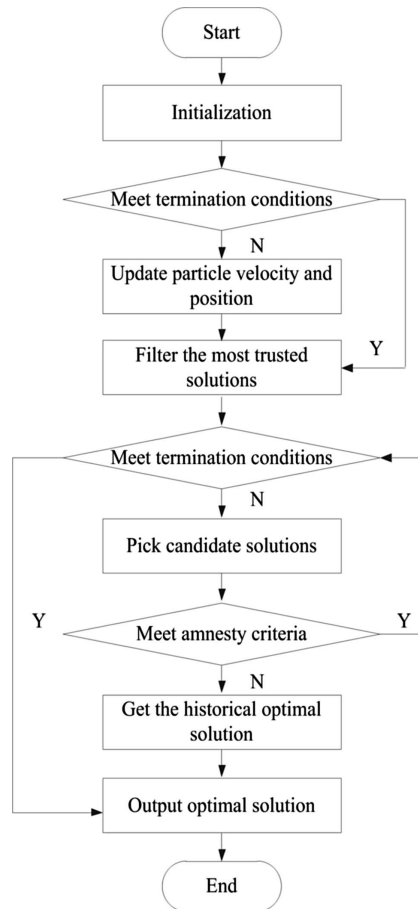 Start
Initialization
Meet termination conditions
N
Update particle velocity and
position
Y
Filter the most trusted
solutions
Meet termination conditions
N
Pick candidate solutions
Y
Meet amnesty criteria
Y
N
Get the historical optimal
solution
Output optimal solution
End